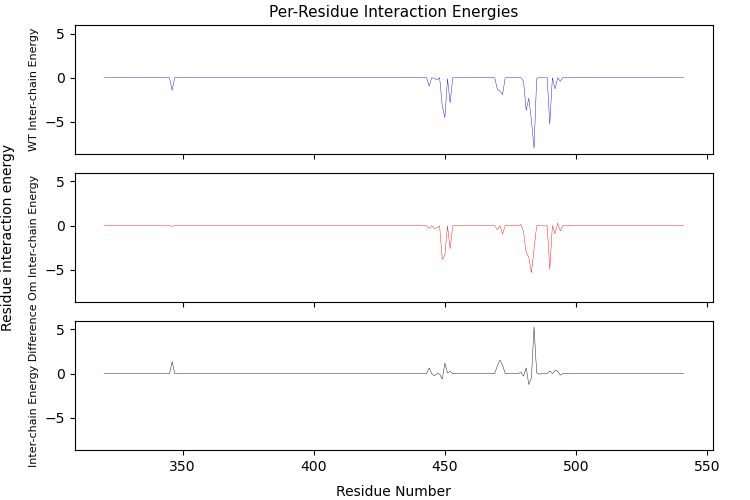 Per-Residue Interaction Energies
Residue interaction energy
WT Inter-chain Energy
5
0
−5
Om Inter-chain Energy
5
0
−5
Inter-chain Energy Difference
5
0
−5
350
400
450
500
550
Residue Number